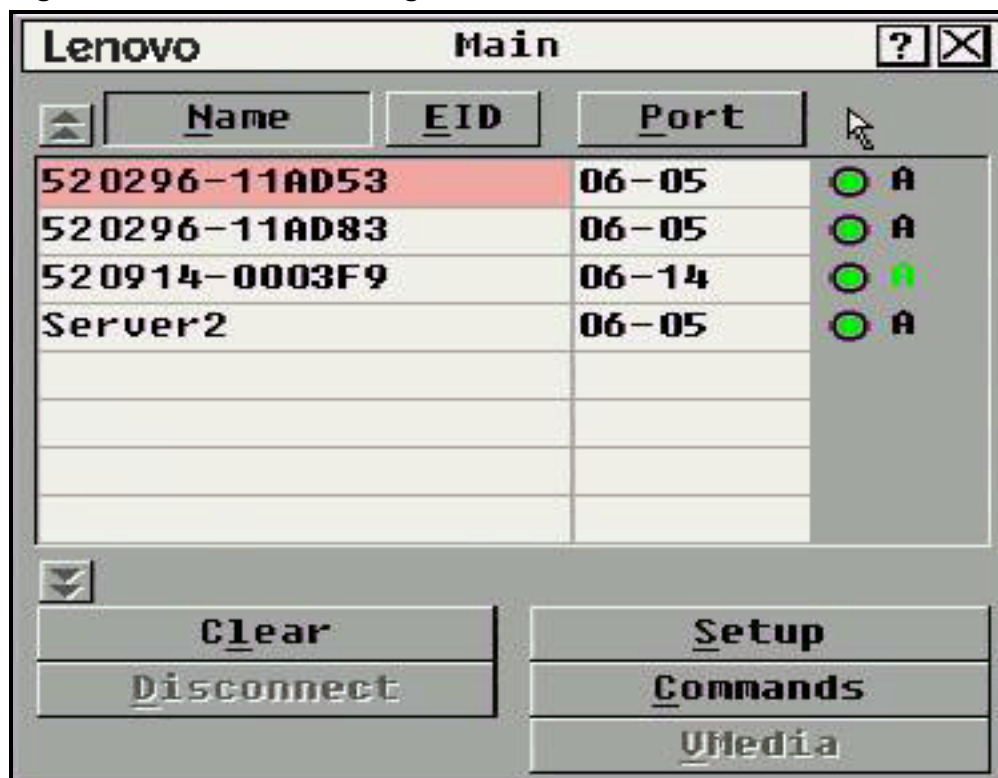 Lenovo Main ? X
Name EID Port
520296-11AD53 06-05 A
520296-11AD83 06-05 A
520914-0003F9 06-14 A
Server2 06-05 A
Clear Setup
Disconnect Commands
VMedia